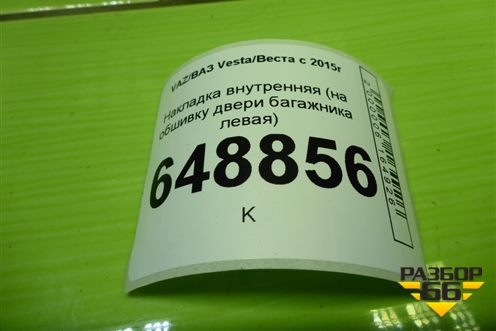 VAZ/ВАЗ Vesta/Веста с 2015г
Накладка внутренняя (на
обшивку двери багажника
левая)
648856
К
РАЗБОР
66